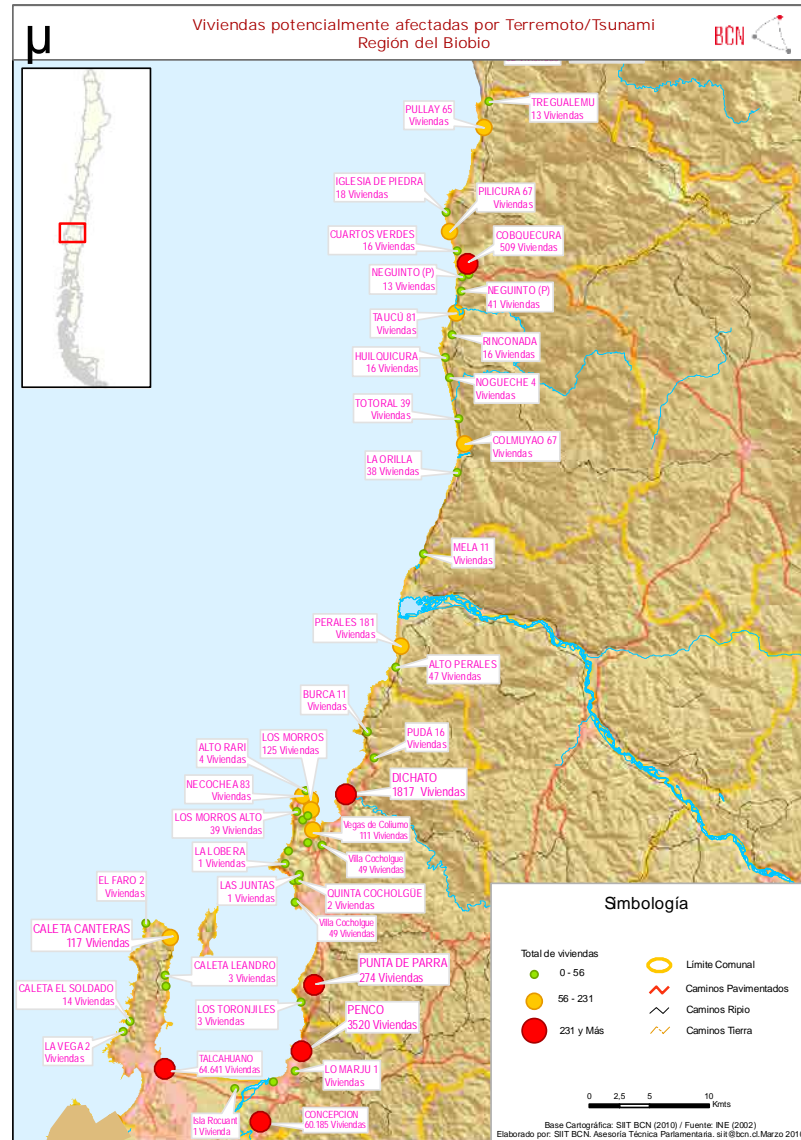 µ
Viviendas potencialmente afectadas por Terremoto/Tsunami
Región del Biobio
BCN
TREGUALEMU
13 Viviendas
PULLAY 65
Viviendas
IGLESIA DE PIEDRA
18 Viviendas
PILICURA 67
Viviendas
CUARTOS VERDES
16 Viviendas
COBQUECURA
509 Viviendas
NEGUINTO (P)
13 Viviendas
NEGUINTO (P)
41 Viviendas
TAUCÚ 81
Viviendas
RINCONADA
16 Viviendas
HUILQUICURA
16 Viviendas
NOGUECHE 4
Viviendas
TOTORAL 39
Viviendas
COLMUYAO 67
Viviendas
LA ORILLA
38 Viviendas
MELA 11
Viviendas
PERALES 181
Viviendas
ALTO PERALES
47 Viviendas
BURCA 11
Viviendas
LOS MORROS
125 Viviendas
PUDÁ 16
Viviendas
ALTO RARI
4 Viviendas
DICHATO
1817 Viviendas
NECOCHEA 83
Viviendas
LOS MORROS ALTO
39 Viviendas
Vegas de Coliumo
111 Viviendas
LA LOBERA
1 Viviendas
Villa Cocholgue
49 Viviendas
EL FARO 2
Viviendas
LAS JUNTAS
1 Viviendas
QUINTA COCHOLGÜE
2 Viviendas
Villa Cocholgue
49 Viviendas
CALETA CANTERAS
117 Viviendas
CALETA LEANDRO
3 Viviendas
PUNTA DE PARRA
274 Viviendas
CALETA EL SOLDADO
14 Viviendas
LOS TORONJILES
3 Viviendas
PENCO
3520 Viviendas
LA VEGA 2
Viviendas
TALCAHUANO
64.641 Viviendas
LO MARJU 1
Viviendas
Isla Rocuant
1 Vivienda
CONCEPCION
60.185 Viviendas
Simbología
Total de viviendas
0 - 56
56 - 231
231 y Más
Límite Comunal
Caminos Pavimentados
Caminos Ripio
Caminos Tierra
0 2,5 5 10
Kmts
Base Cartográfica: SIIT BCN (2010) / Fuente: INE (2002)
Elaborado por: SIIT BCN. Asesoría Técnica Parlamentaria. siit@bcn.cl.Marzo 2010